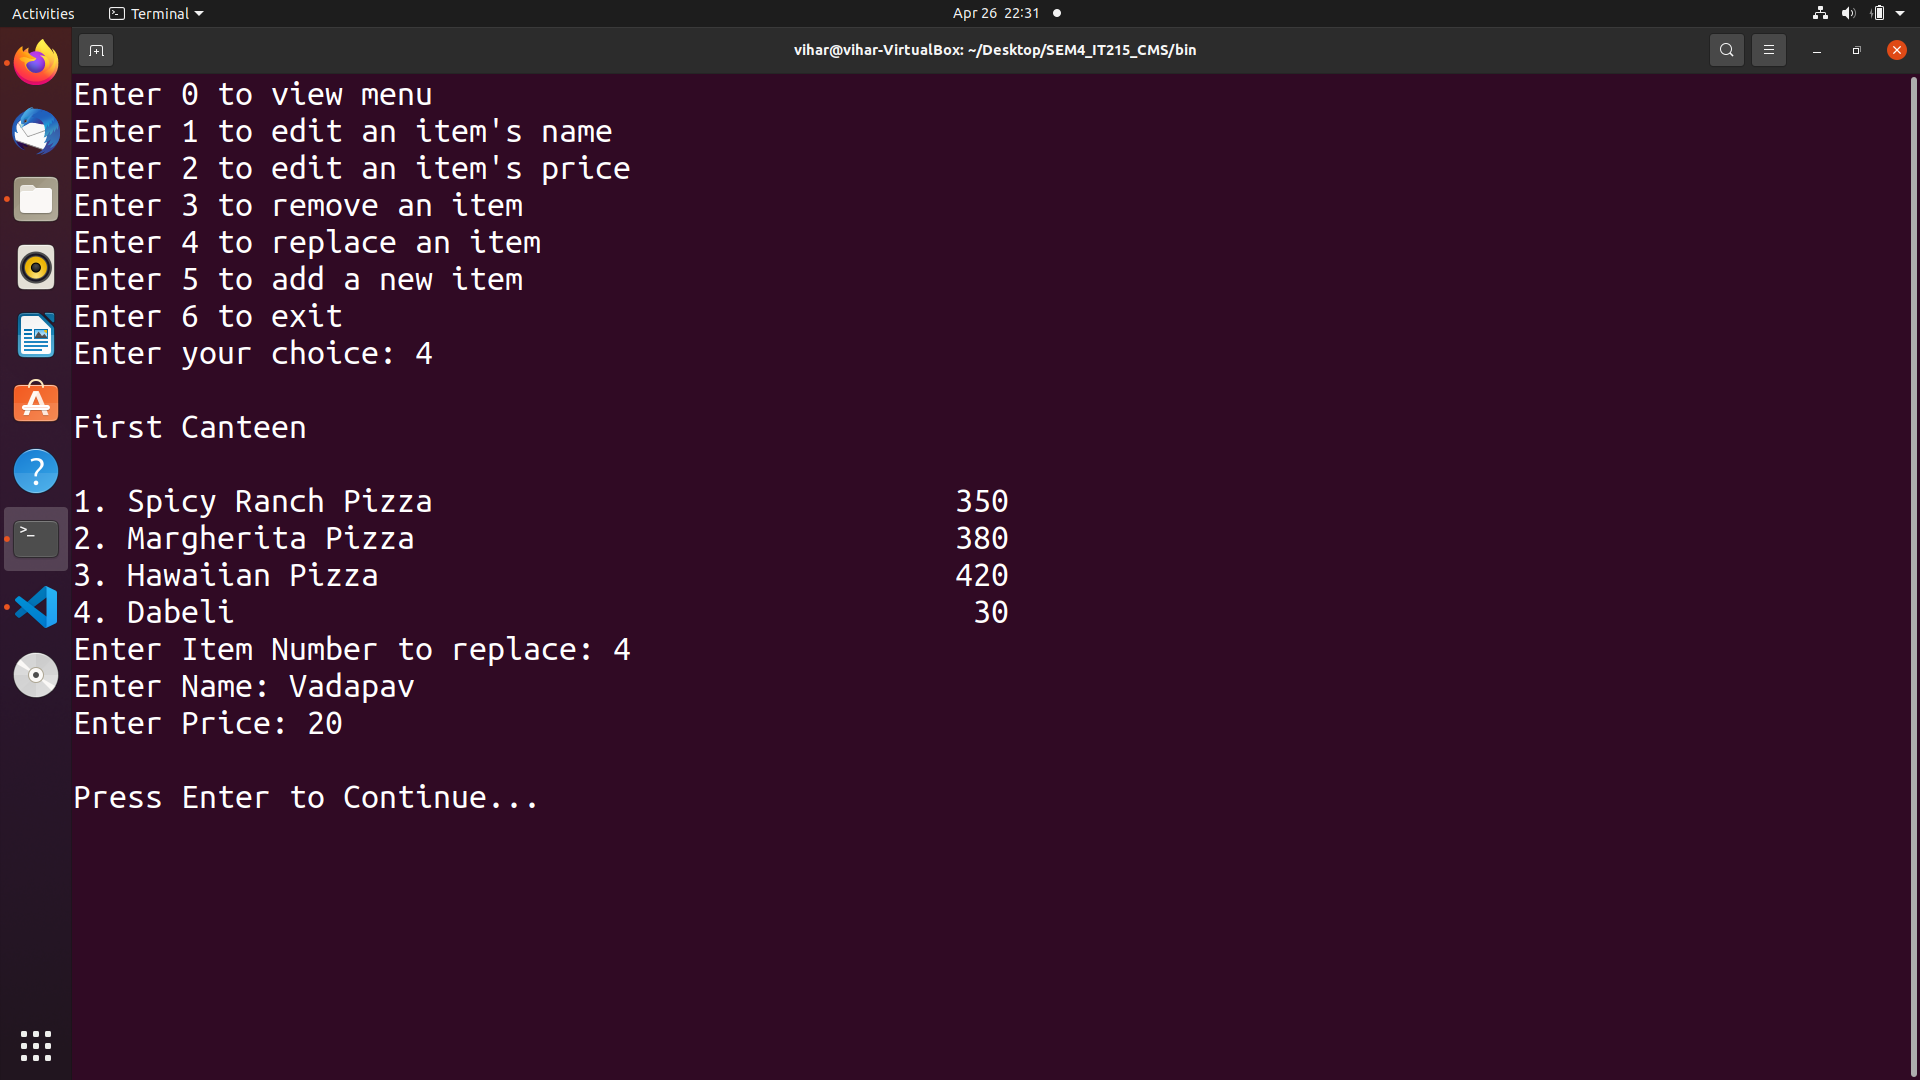 Activities Terminal Apr 26 22:31
vihar@vihar-VirtualBox: ~/Desktop/SEM4_IT215_CMS/bin
Enter 0 to view menu
Enter 1 to edit an item's name
Enter 2 to edit an item's price
Enter 3 to remove an item
Enter 4 to replace an item
Enter 5 to add a new item
Enter 6 to exit
Enter your choice: 4
First Canteen
1. Spicy Ranch Pizza 350
2. Margherita Pizza 380
3. Hawaiian Pizza 420
4. Dabeli 30
Enter Item Number to replace: 4
Enter Name: Vadapav
Enter Price: 20
Press Enter to Continue...